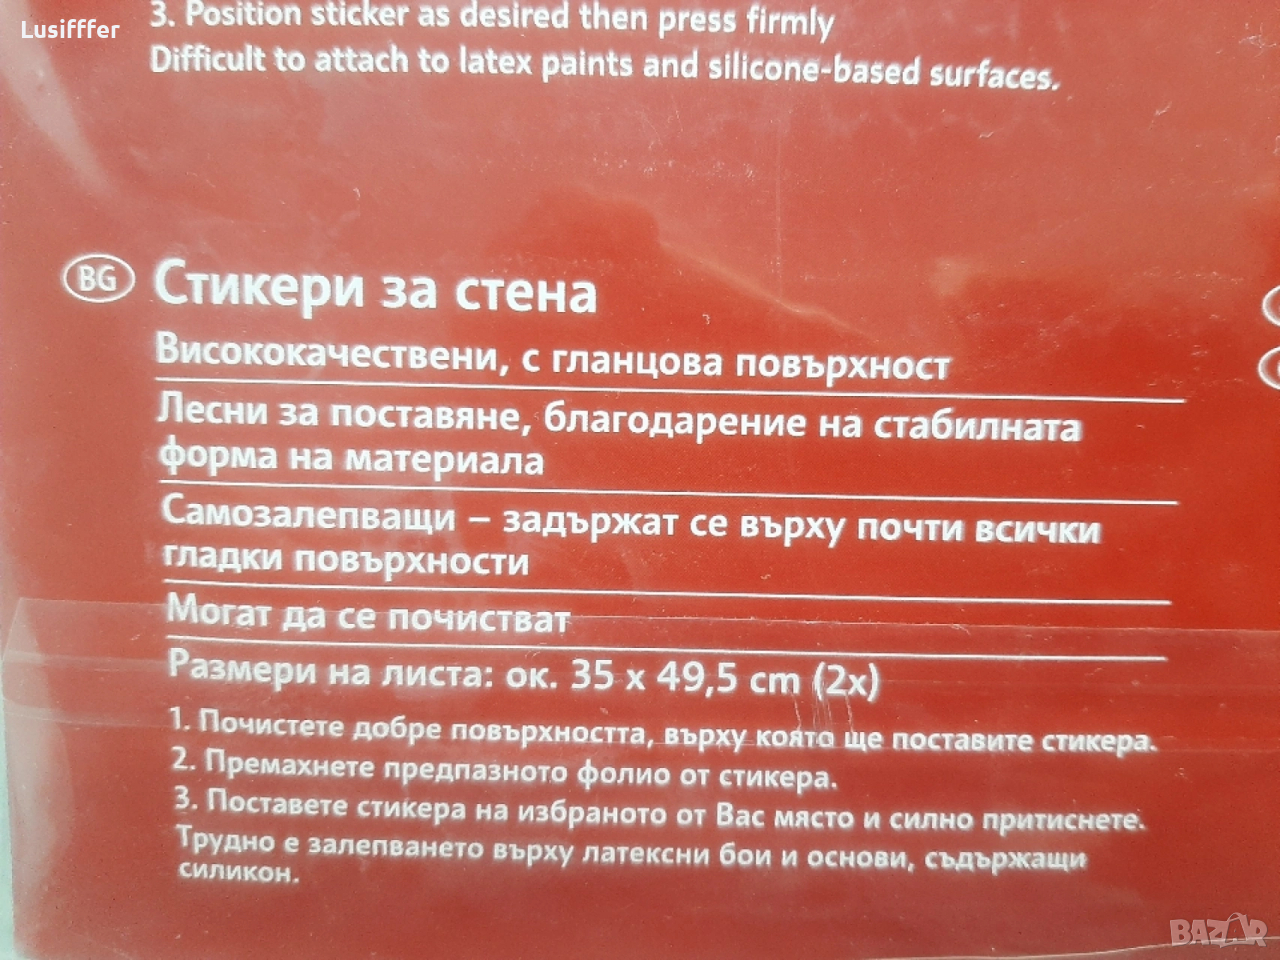 Lusifffer
3. Position sticker as desired then press firmly
Difficult to attach to latex paints and silicone-based surfaces.
BG Стикери за стена
Висококачествени, с гланцова повърхност
Лесни за поставяне, благодарение на стабилната
форма на материала
Самозалепващи – задържат се върху почти всички
гладки повърхности
Могат да се почистват
Размери на листа: ок. 35 x 49,5 cm (2x)
1. Почистете добре повърхността, върху която ще поставите стикера.
2. Премахнете предпазното фолио от стикера.
3. Поставете стикера на избраното от Вас място и силно притиснете.
Трудно е залепването върху латексни бои и основи, съдържащи
силикон.
BAZAR